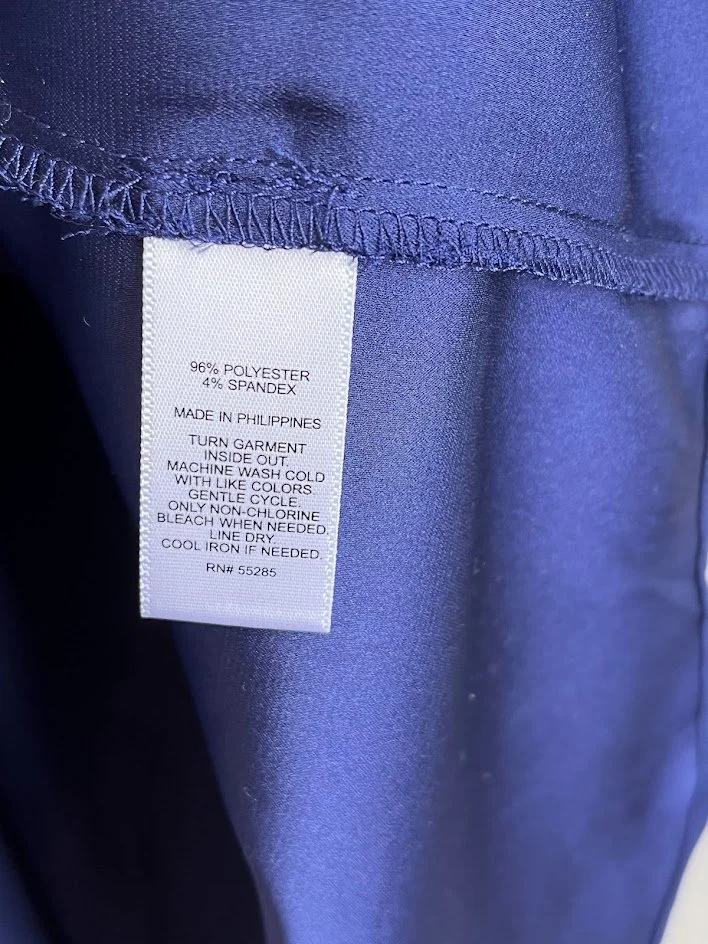 96% POLYESTER
4% SPANDEX
MADE IN PHILIPPINES
TURN GARMENT
INSIDE OUT.
MACHINE WASH COLD
WITH LIKE COLORS
GENTLE CYCLE.
ONLY NON-CHLORINE
BLEACH WHEN NEEDED.
LINE DRY.
COOL IRON IF NEEDED.
RN# 55285